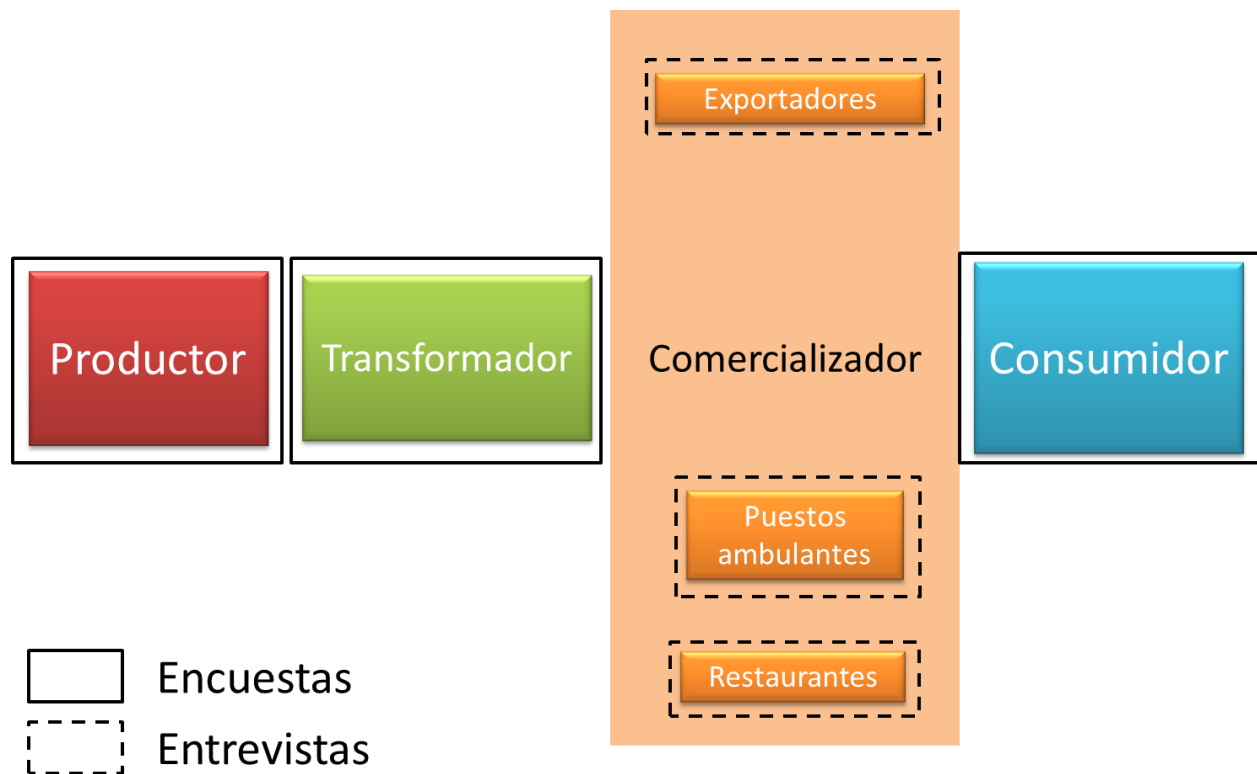 Exportadores
Productor
Transformador
Comercializador
Consumidor
Puestos
ambulantes
Restaurantes
Encuestas
Entrevistas